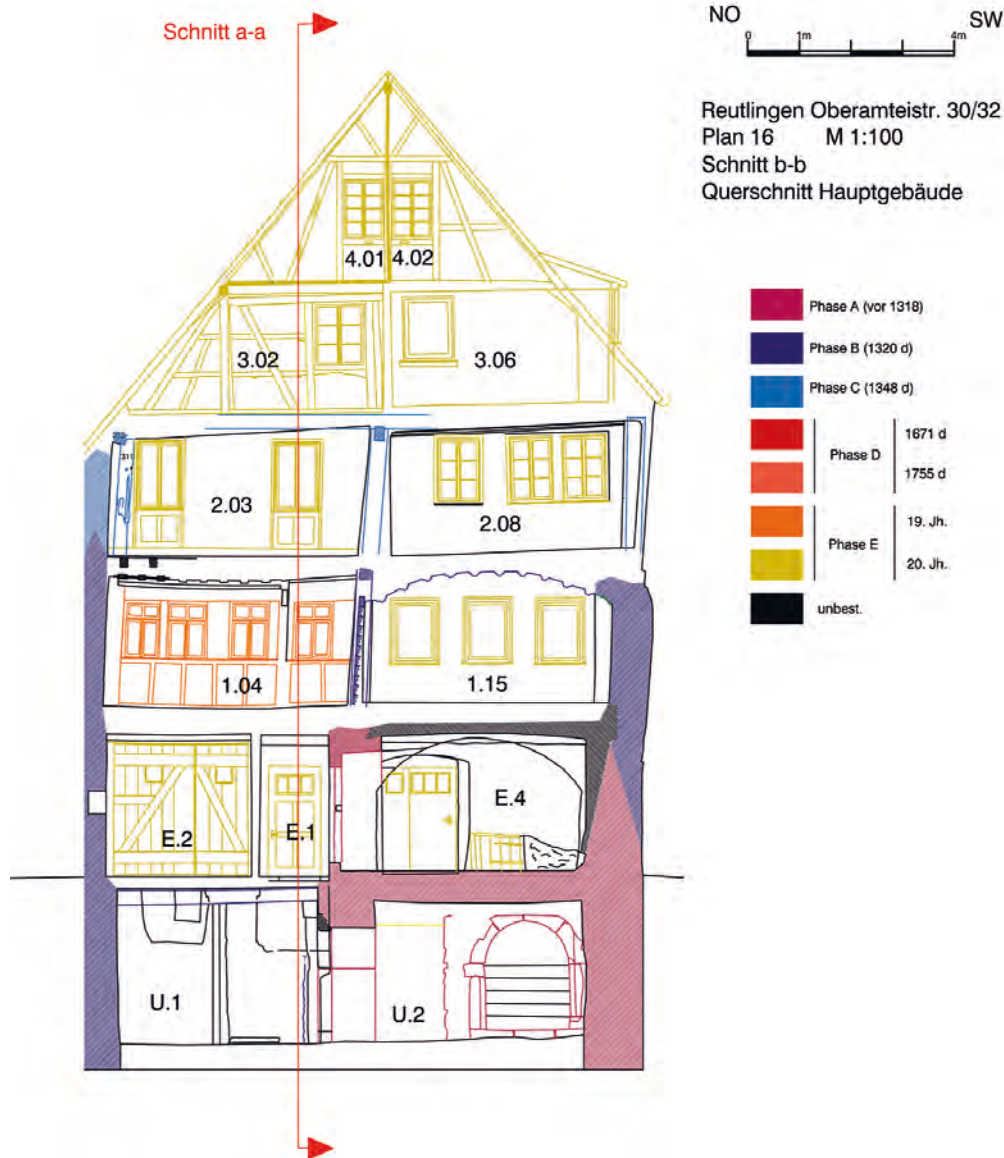 Schnitt a-a
NO
SW
0 1m 4m
Reutlingen Oberamteistr. 30/32
Plan 16 M 1:100
Schnitt b-b
Querschnitt Hauptgebäude
Phase A (vor 1318)
Phase B (1320 d)
Phase C (1348 d)
Phase D
1671 d
1755 d
Phase E
19. Jh.
20. Jh.
unbest.
4.01 4.02
3.02 3.06
2.03 2.08
1.04 1.15
E.2 E.1 E.4
U.1 U.2